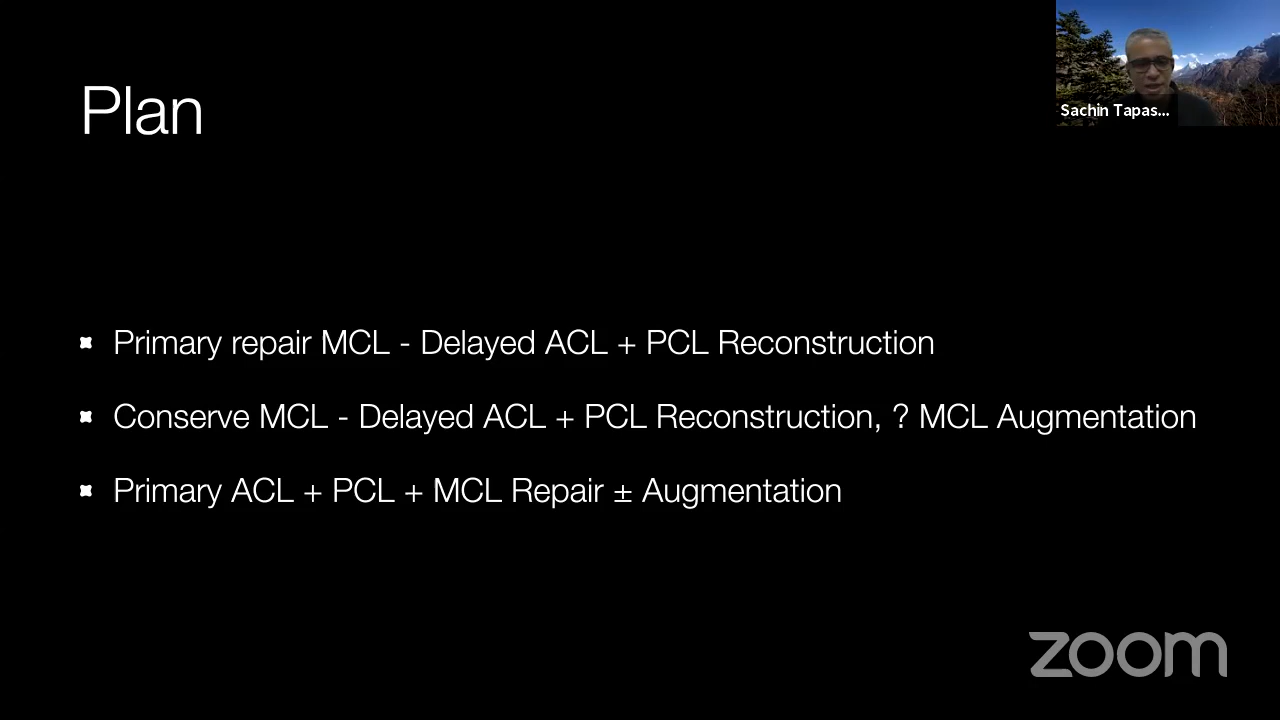 Plan
Sachin Tapas...
Primary repair MCL - Delayed ACL + PCL Reconstruction
Conserve MCL - Delayed ACL + PCL Reconstruction, ? MCL Augmentation
Primary ACL + PCL + MCL Repair ± Augmentation
zoom